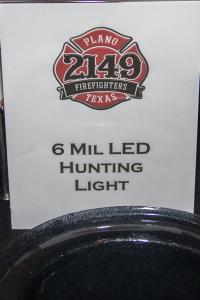 PLANO
2149
FIREFIGHTERS
TEXAS
6 MIL LED
HUNTING
LIGHT